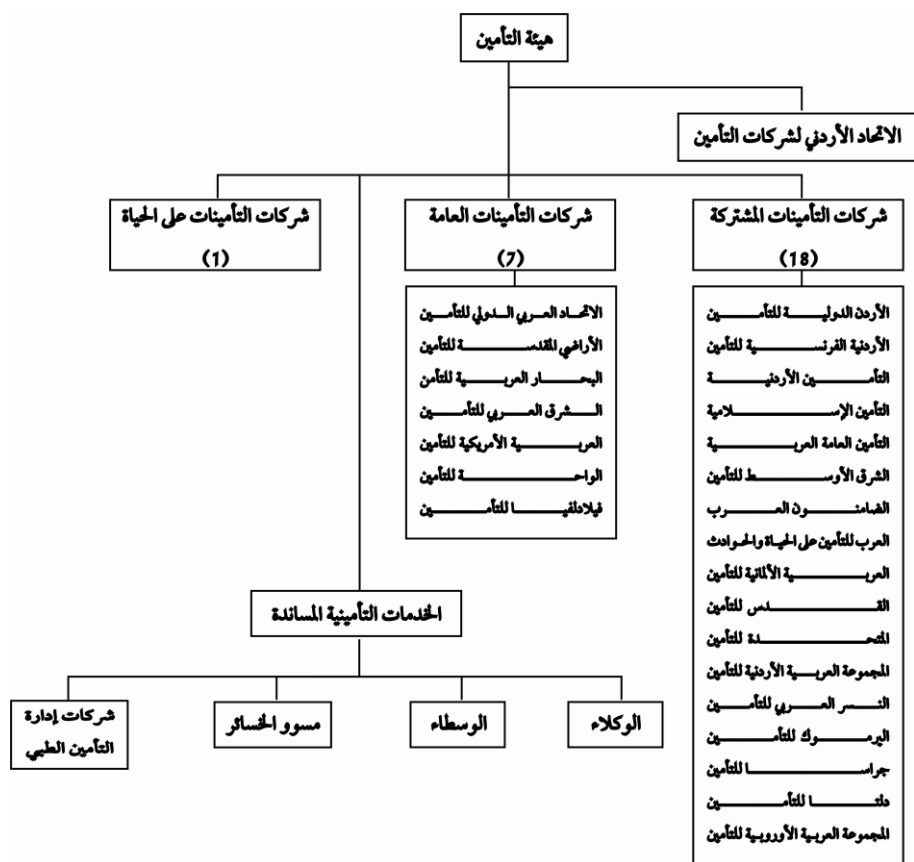 هيئة التأمين
الاتحاد الأردني لشركات التأمين
شركات التأمينات المشتركة
(18)
شركات التأمينات العامة
(7)
شركات التأمينات على الحياة
(1)
الأردن الدولية للتأمين
الأردنية الفرنسية للتأمين
التأمين الأردنية
التأمين الإسلامية
التأمين العامة العربية
الشرق الأوسط للتأمين
الضامنون العرب
العرب للتأمين على الحياة والحوادث
العربية الألمانية للتأمين
القدس للتأمين
المتحدة للتأمين
المجموعة العربية الأردنية للتأمين
النسر العربي للتأمين
اليرموك للتأمين
جراسا للتأمين
دلتا للتأمين
المجموعة العربية الأوروبية للتأمين
الاتحاد العربي الدولي للتأمين
الأراضي المقدسة للتأمين
البحار العربية للتأمن
الشرق العربي للتأمين
العربية الأمريكية للتأمين
الواحة للتأمين
فيلادلفيا للتأمين
الخدمات التأمينية المساندة
الوكلاء
الوسطاء
مسوو الخسائر
شركات إدارة
التأمين الطبي